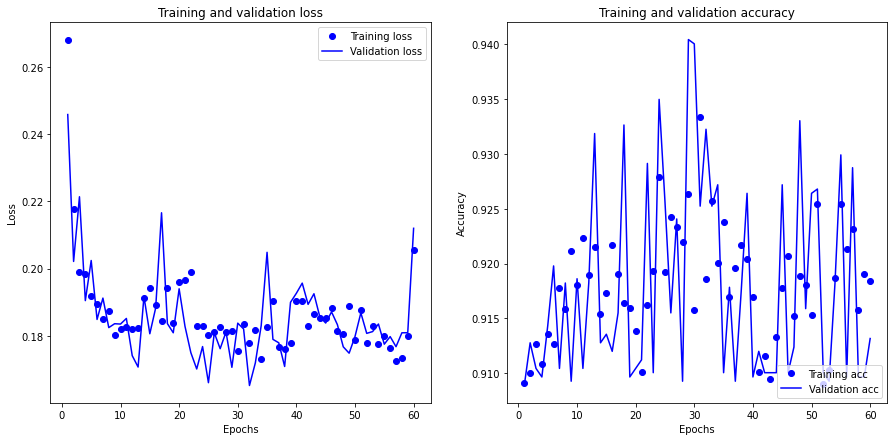 Training and validation loss
Training loss
Validation loss
0.26
0.24
0.22
0.20
0.18
Loss
0
10
20
30
40
50
60
Epochs
Training and validation accuracy
0.940
0.935
0.930
0.925
0.920
0.915
0.910
Accuracy
Training acc
Validation acc
0
10
20
30
40
50
60
Epochs